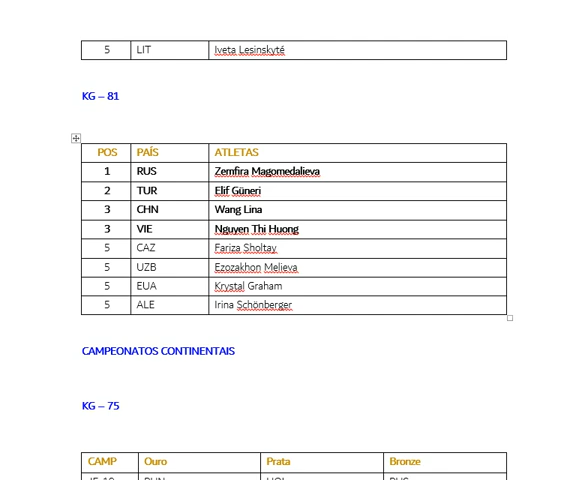 5 LIT Iveta Lesinskyté
KG – 81
POS PAÍS ATLETAS
1 RUS Zemfira Magomedalieva
2 TUR Elif Güneri
3 CHN Wang Lina
3 VIE Nguyen Thi Huong
5 CAZ Fariza Sholtay
5 UZB Ezozakhon Melieva
5 EUA Krystal Graham
5 ALE Irina Schönberger
CAMPEONATOS CONTINENTAIS
KG – 75
CAMP Ouro Prata Bronze